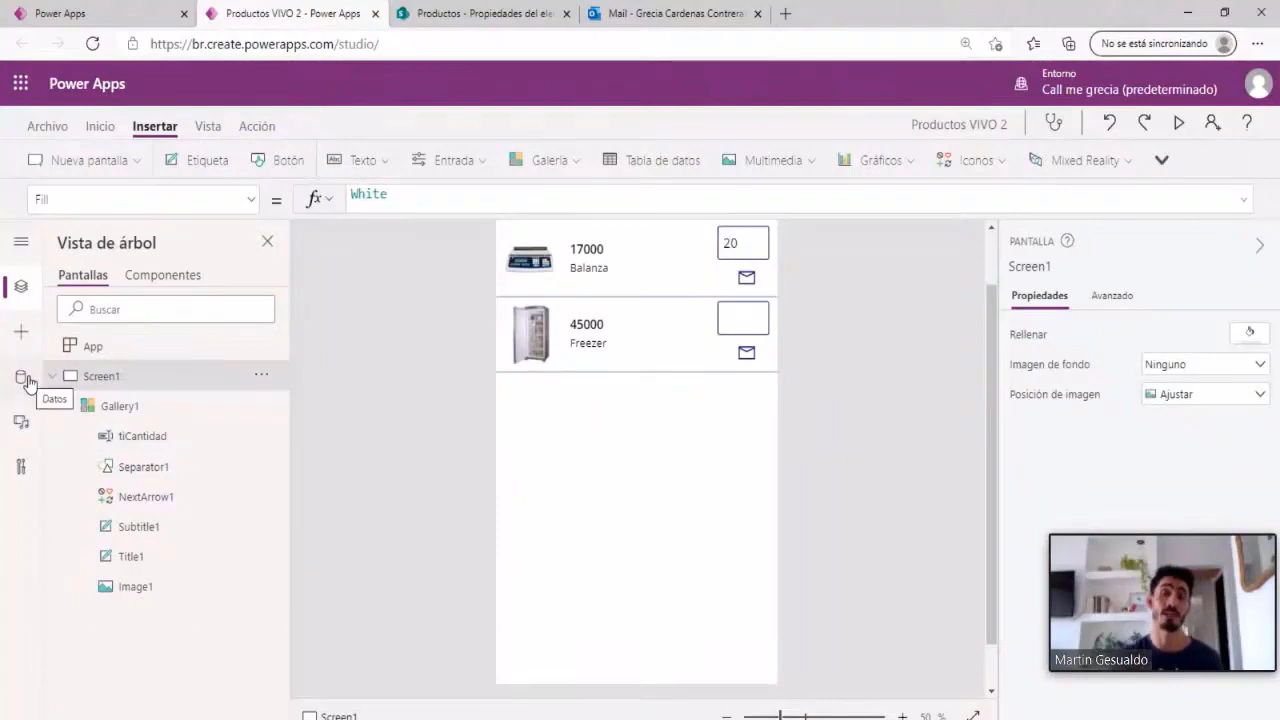 Power Apps
Productos VIVO 2 - Power Apps
Productos - Propiedades del ele
Mail - Grecia Cardenas Contrera
https://br.create.powerapps.com/studio/
No se está sincronizando
Power Apps
Entorno
Call me grecia (predeterminado)
Archivo
Inicio
Insertar
Vista
Acción
Productos VIVO 2
Nueva pantalla
Etiqueta
Botón
Texto
Entrada
Galería
Tabla de datos
Multimedia
Gráficos
Iconos
Mixed Reality
Fill
=
fx
White
Vista de árbol
Pantallas
Componentes
Buscar
App
Screen1
Datos
Gallery1
tiCantidad
Separator1
NextArrow1
Subtitle1
Title1
Image1
17000
Balanza
20
45000
Freezer
Screen1
50 %
PANTALLA
Screen1
Propiedades
Avanzado
Rellenar
Imagen de fondo
Ninguno
Posición de imagen
Ajustar
Martin Gesualdo